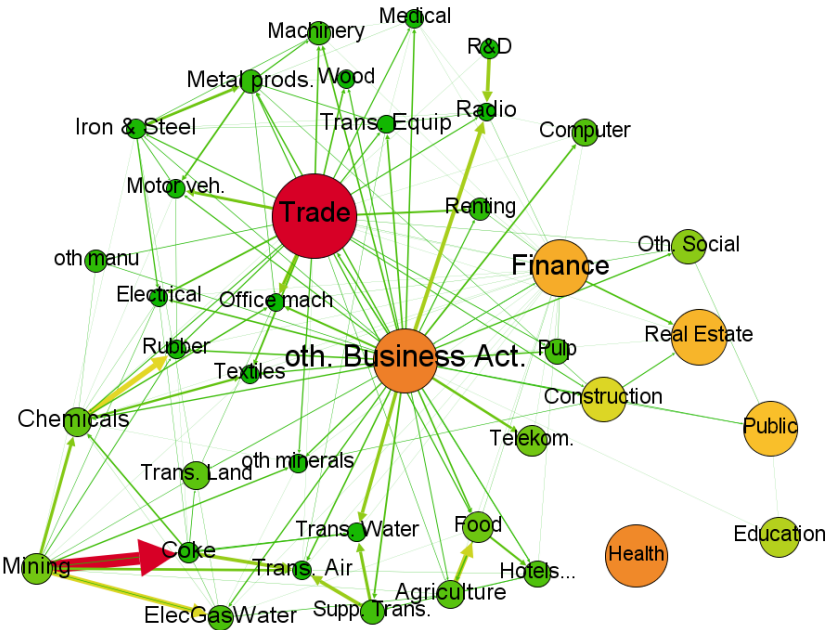 Medical
Machinery
R&D
Metal prods.
Wood
Radio
Iron & Steel
Trans. Equip
Computer
Motor veh.
Trade
Renting
Oth. Social
oth manu
Finance
Electrical
Office mach
Real Estate
Rubber
oth. Business Act.
Pulp
Textiles
Construction
Chemicals
Public
Telekom.
oth minerals
Trans. Land
Trans. Water
Food
Education
Coke
Health
Mining
Trans. Air
Hotels...
Agriculture
ElecGasWater
Supp. Trans.